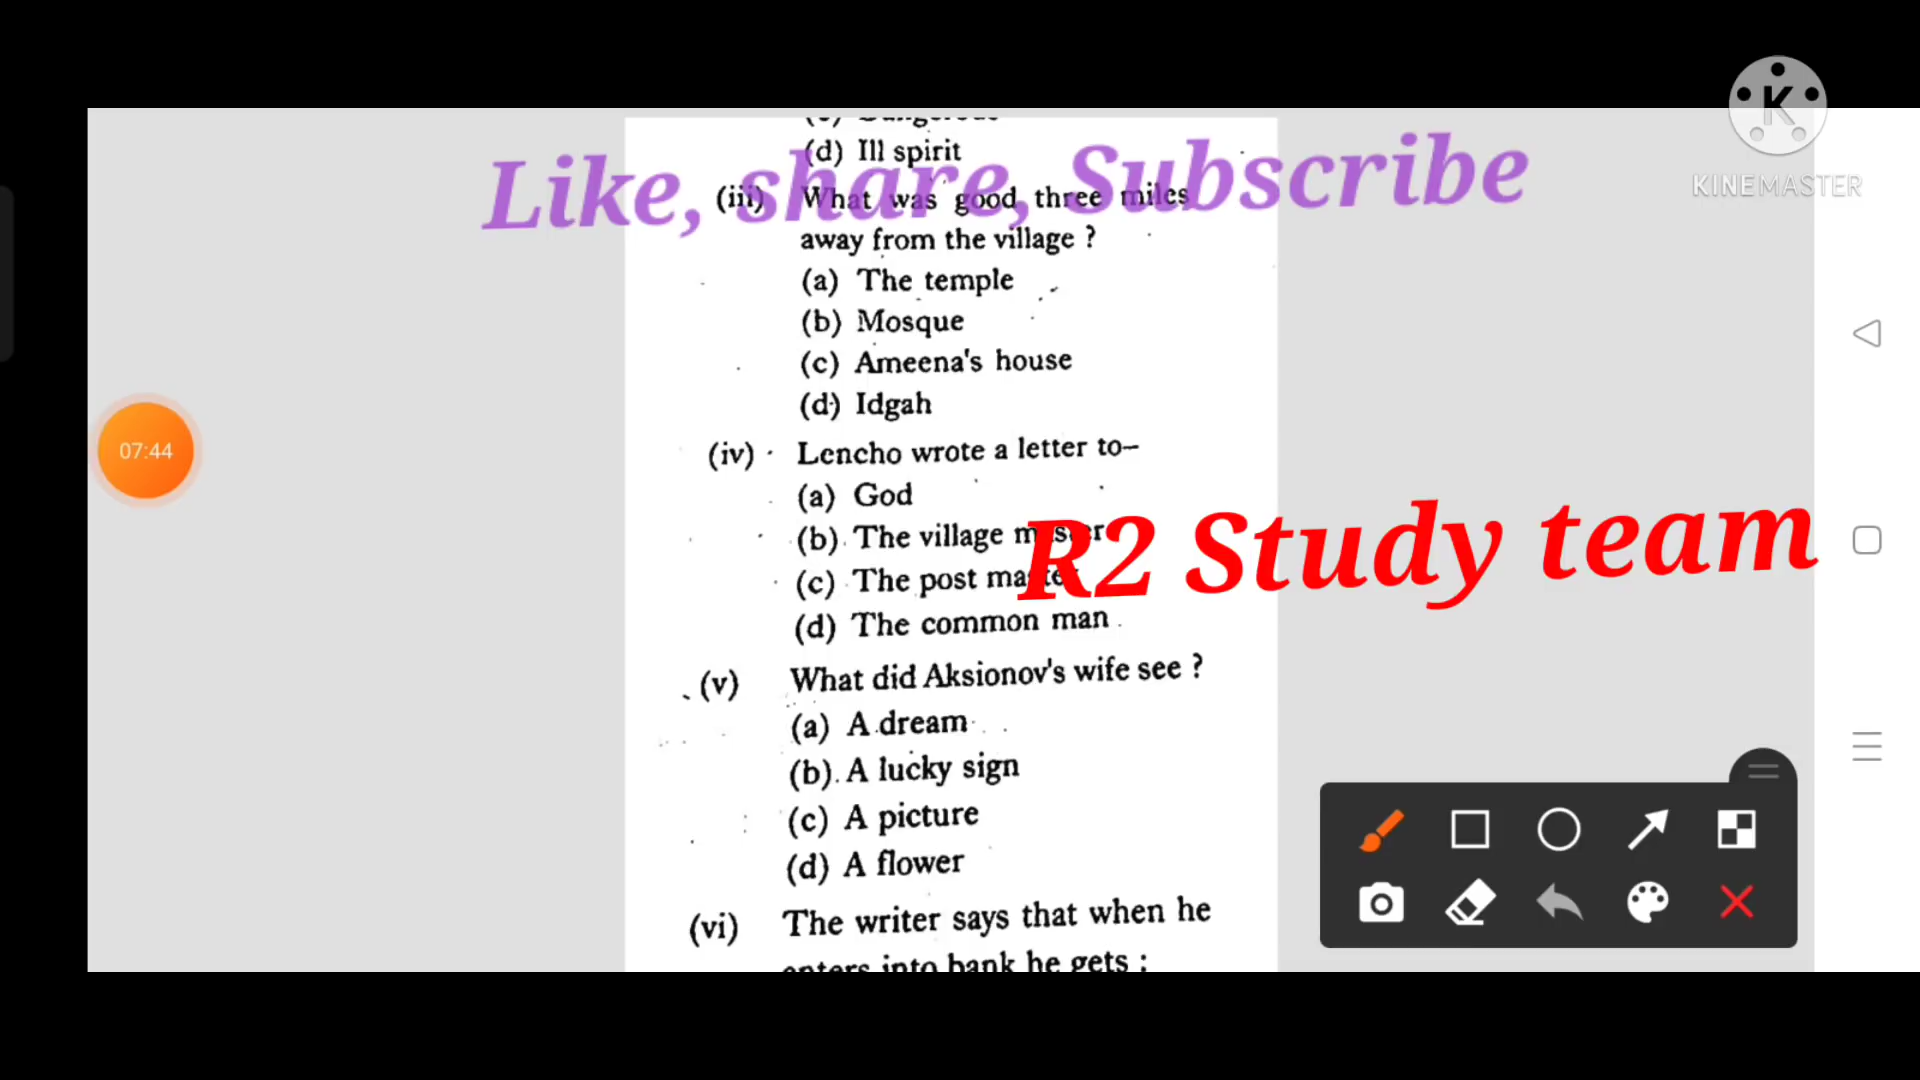 KINEMASTER
Like, share, Subscribe
(d) Ill spirit
(iii) What was good three miles
away from the village ?
(a) The temple
(b) Mosque
(c) Ameena's house
(d) Idgah
07:44
(iv) Lencho wrote a letter to–
(a) God
(b) The village master
(c) The post master
R2 Study team
(d) The common man
(v) What did Aksionov's wife see ?
(a) A dream
(b) A lucky sign
(c) A picture
(d) A flower
(vi) The writer says that when he
enters into bank he gets :